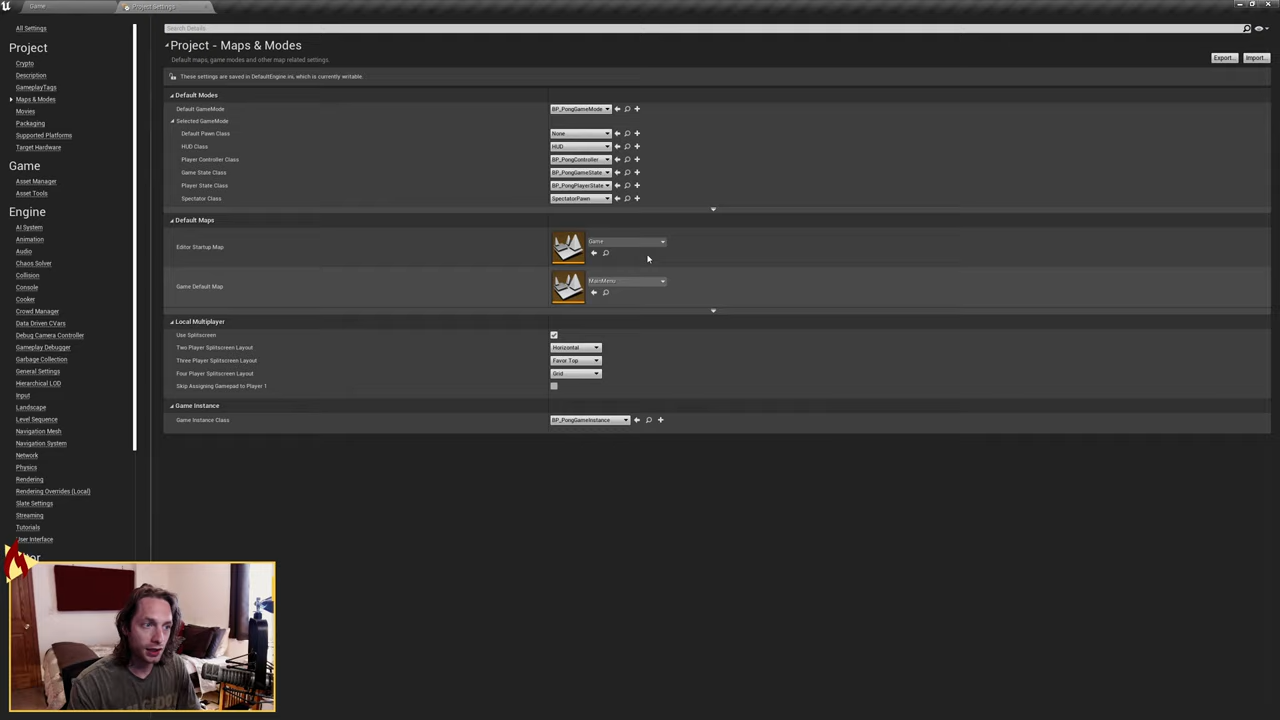 Game
Project Settings
All Settings
Project
Crypto
Description
GameplayTags
Maps & Modes
Movies
Packaging
Supported Platforms
Target Hardware
Game
Asset Manager
Asset Tools
Engine
AI System
Animation
Audio
Chaos Solver
Collision
Console
Cooker
Crowd Manager
Data Driven CVars
Debug Camera Controller
Gameplay Debugger
Garbage Collection
General Settings
Hierarchical LOD
Input
Landscape
Level Sequence
Navigation Mesh
Navigation System
Network
Physics
Rendering
Rendering Overrides (Local)
Slate Settings
Streaming
Tutorials
User Interface
Search Details
Project - Maps & Modes
Default maps, game modes and other map related settings.
Export...
Import...
These settings are saved in DefaultEngine.ini, which is currently writable.
Default Modes
Default GameMode
BP_PongGameMode
Selected GameMode
Default Pawn Class
None
HUD Class
HUD
Player Controller Class
BP_PongController
Game State Class
BP_PongGameState
Player State Class
BP_PongPlayerState
Spectator Class
SpectatorPawn
Default Maps
Editor Startup Map
Game
Game Default Map
MainMenu
Local Multiplayer
Use Splitscreen
Two Player Splitscreen Layout
Horizontal
Three Player Splitscreen Layout
Favor Top
Four Player Splitscreen Layout
Grid
Skip Assigning Gamepad to Player 1
Game Instance
Game Instance Class
BP_PongGameInstance